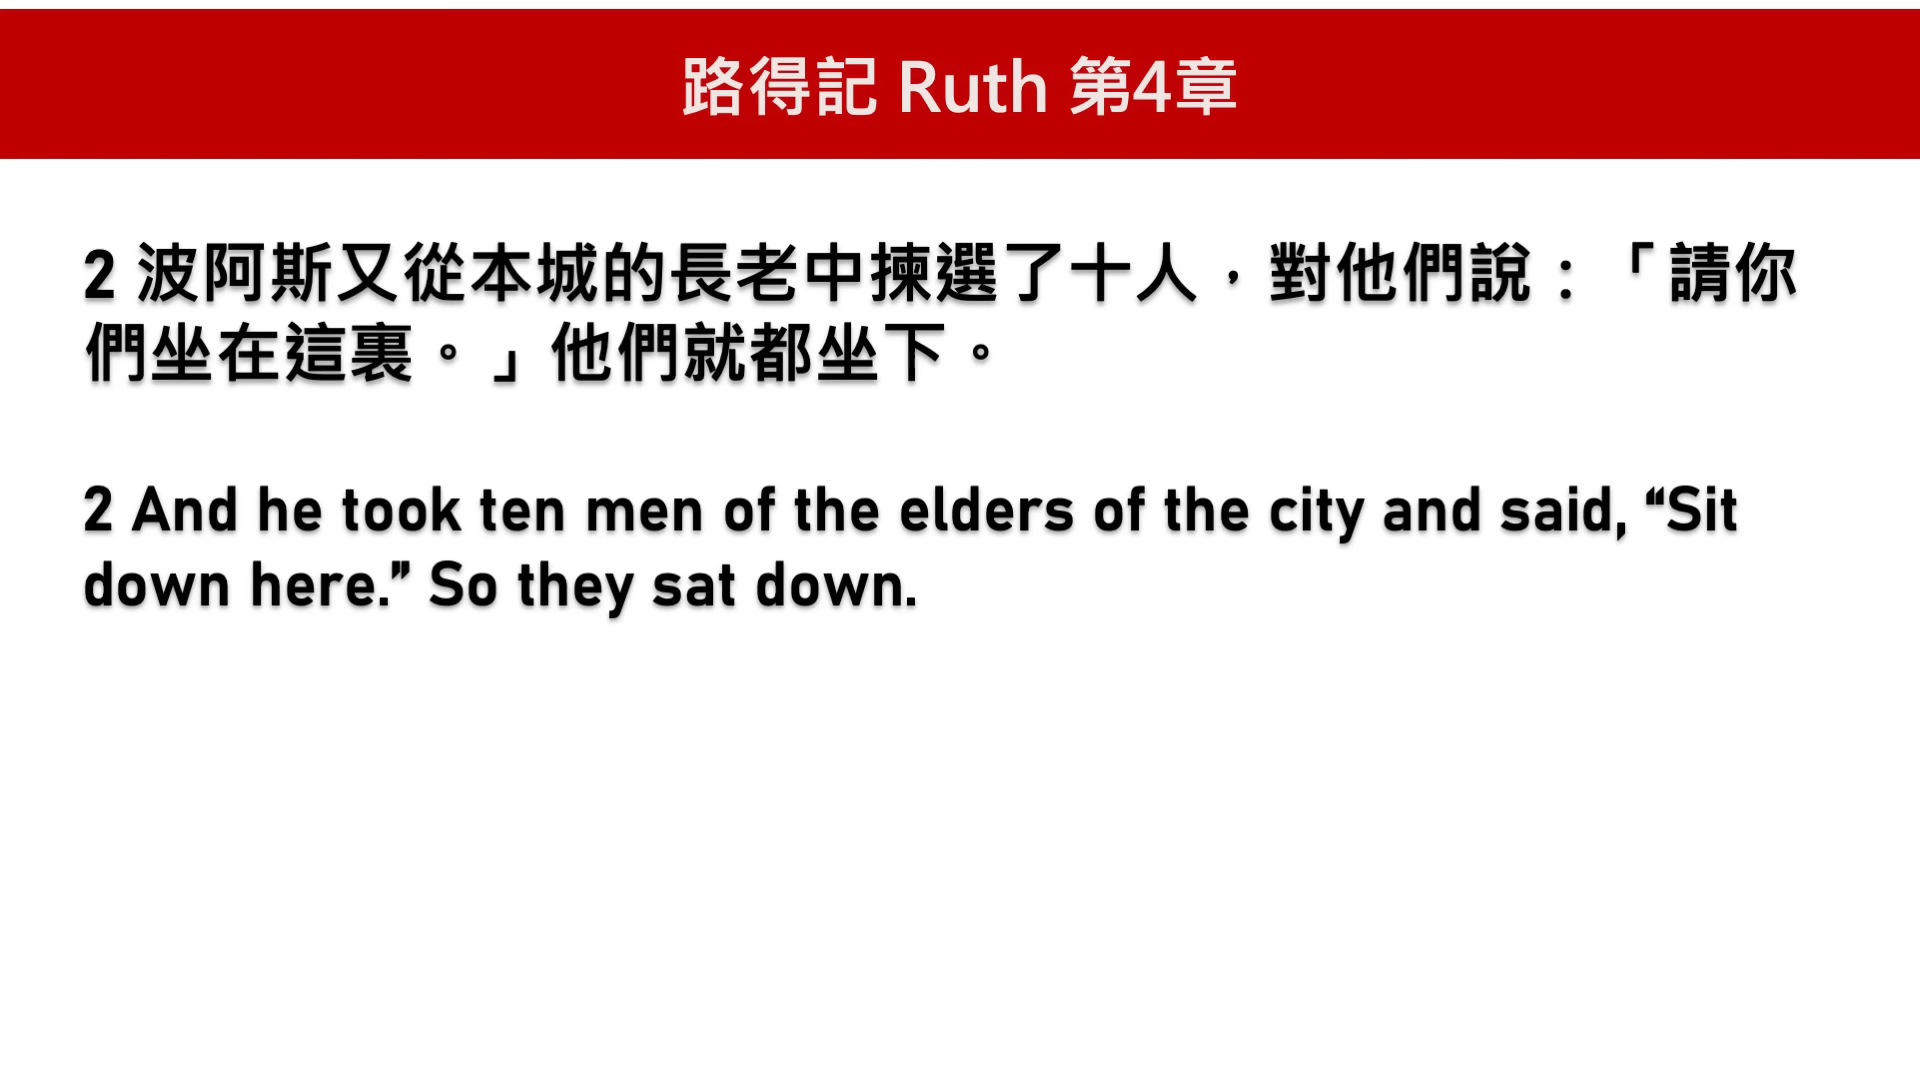 路得記 Ruth 第4章
2 波阿斯又從本城的長老中揀選了十人，對他們說：「請你
們坐在這裏。」他們就都坐下。
2 And he took ten men of the elders of the city and said, “Sit
down here.” So they sat down.